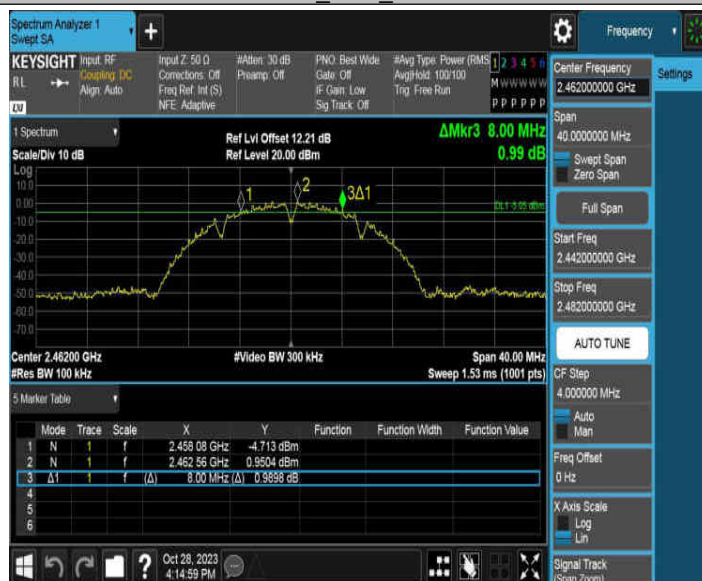 Spectrum Analyzer 1
Swept SA
+
Frequency
KEYSIGHT
RL
Input: RF
Coupling: DC
Align: Auto
Input Z: 50 Ω
Corrections: Off
Freq Ref: Int (S)
NFE: Adaptive
#Atten: 30 dB
Preamp: Off
PNO: Best Wide
Gate: Off
IF Gain: Low
Sig Track: Off
#Avg Type: Power (RMS
Avg|Hold: 100/100
Trig: Free Run
1 2 3 4 5 6
M W W W W W
P P P P P P
1 Spectrum
Scale/Div 10 dB
Ref Lvl Offset 12.21 dB
Ref Level 20.00 dBm
ΔMkr3 8.00 MHz
0.99 dB
Log
10.0
0.00
-10.0
-20.0
-30.0
-40.0
-50.0
-60.0
-70.0
1
2
3Δ1
DL1 -5.05 dBm
Center 2.46200 GHz
#Res BW 100 kHz
#Video BW 300 kHz
Span 40.00 MHz
Sweep 1.53 ms (1001 pts)
5 Marker Table
Mode Trace Scale X Y Function Function Width Function Value
1 N 1 f 2.458 08 GHz -4.713 dBm
2 N 1 f 2.462 56 GHz 0.9504 dBm
3 Δ1 1 f (Δ) 8.00 MHz (Δ) 0.9898 dB
4
5
6
Oct 28, 2023
4:14:59 PM
Center Frequency
2.462000000 GHz
Settings
Span
40.0000000 MHz
Swept Span
Zero Span
Full Span
Start Freq
2.442000000 GHz
Stop Freq
2.482000000 GHz
AUTO TUNE
CF Step
4.000000 MHz
Auto
Man
Freq Offset
0 Hz
X Axis Scale
Log
Lin
Signal Track
(Span Zoom)